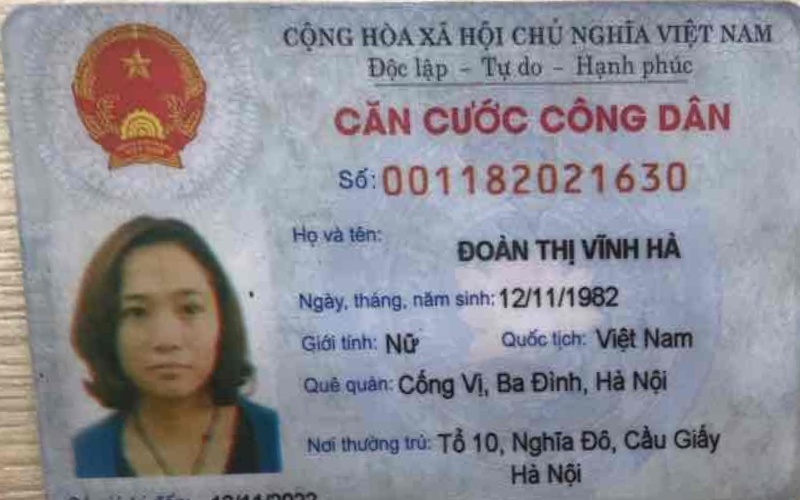 CỘNG HÒA XÃ HỘI CHỦ NGHĨA VIỆT NAM
Độc lập - Tự do - Hạnh phúc
CĂN CƯỚC CÔNG DÂN
Số: 001182021630
Họ và tên: ĐOÀN THỊ VĨNH HÀ
Ngày, tháng, năm sinh: 12/11/1982
Giới tính: Nữ Quốc tịch: Việt Nam
Quê quán: Cống Vị, Ba Đình, Hà Nội
Nơi thường trú: Tổ 10, Nghĩa Đô, Cầu Giấy
Hà Nội